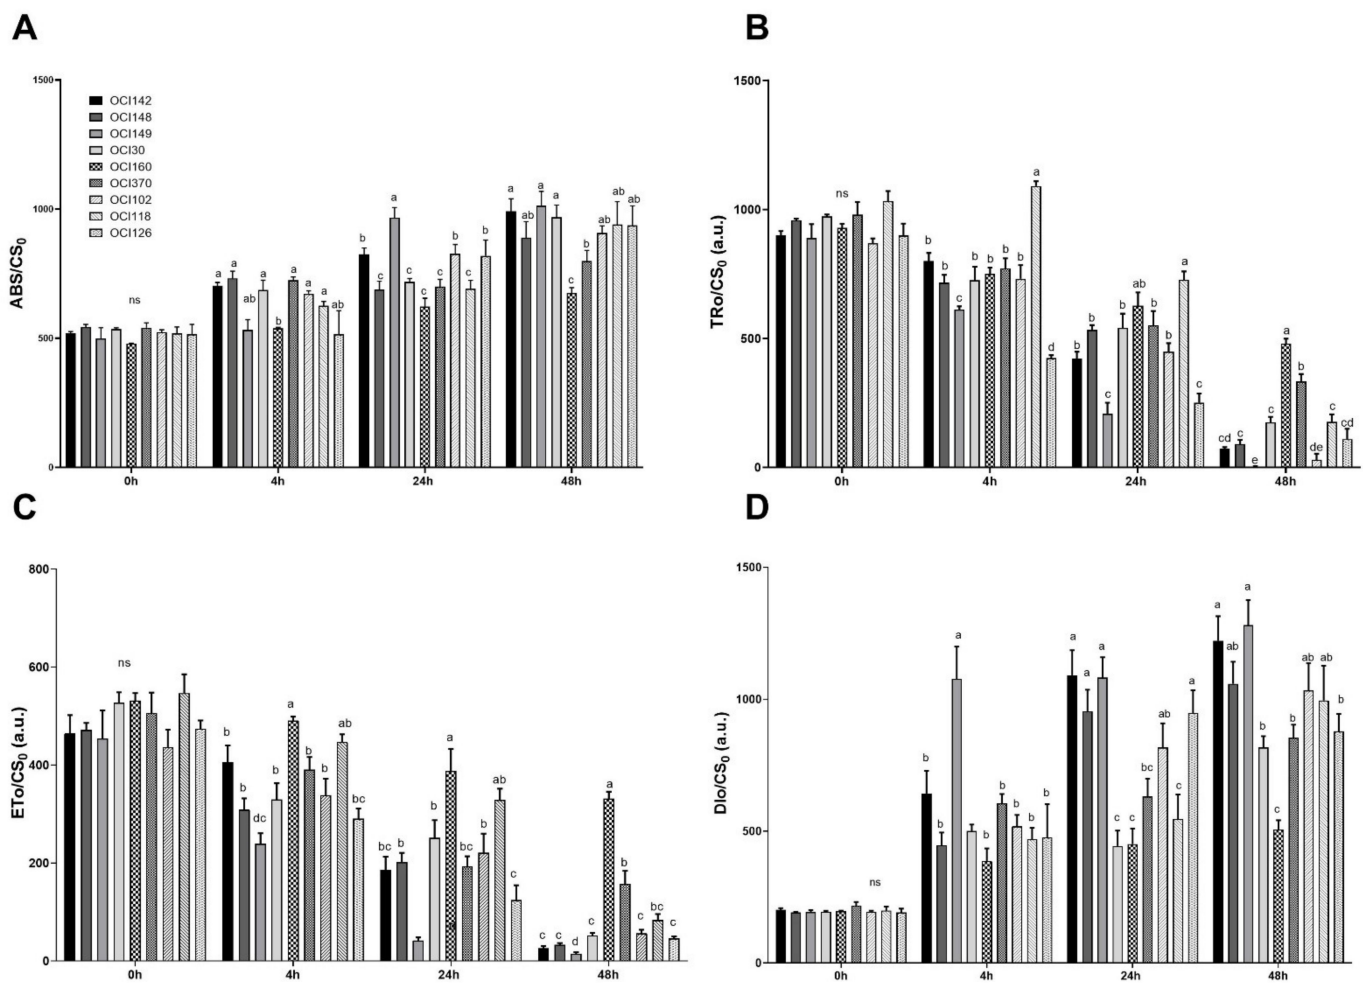 A
1500
1000
500
0
ABS/CS0
OCI142
OCI148
OCI149
OCI30
OCI160
OCI370
OCI102
OCI118
OCI126
ns
a a ab a b a a a ab
b c a c c c b c b
a ab a a c b ab ab ab
0h 4h 24h 48h
B
1500
1000
500
0
TRo/CS0 (a.u.)
ns
b b c b b b b a d
b b c b ab b b a c
cd c e c a b de c cd
0h 4h 24h 48h
C
800
600
400
200
0
ETo/CS0 (a.u.)
ns
b b dc b a b b ab bc
bc b b a bc b ab c
c c d c a b c bc c
0h 4h 24h 48h
D
1500
1000
500
0
DIo/CS0 (a.u.)
ns
b b a b b b b b
a a a c c bc ab c a
a ab a b c b ab ab b
0h 4h 24h 48h